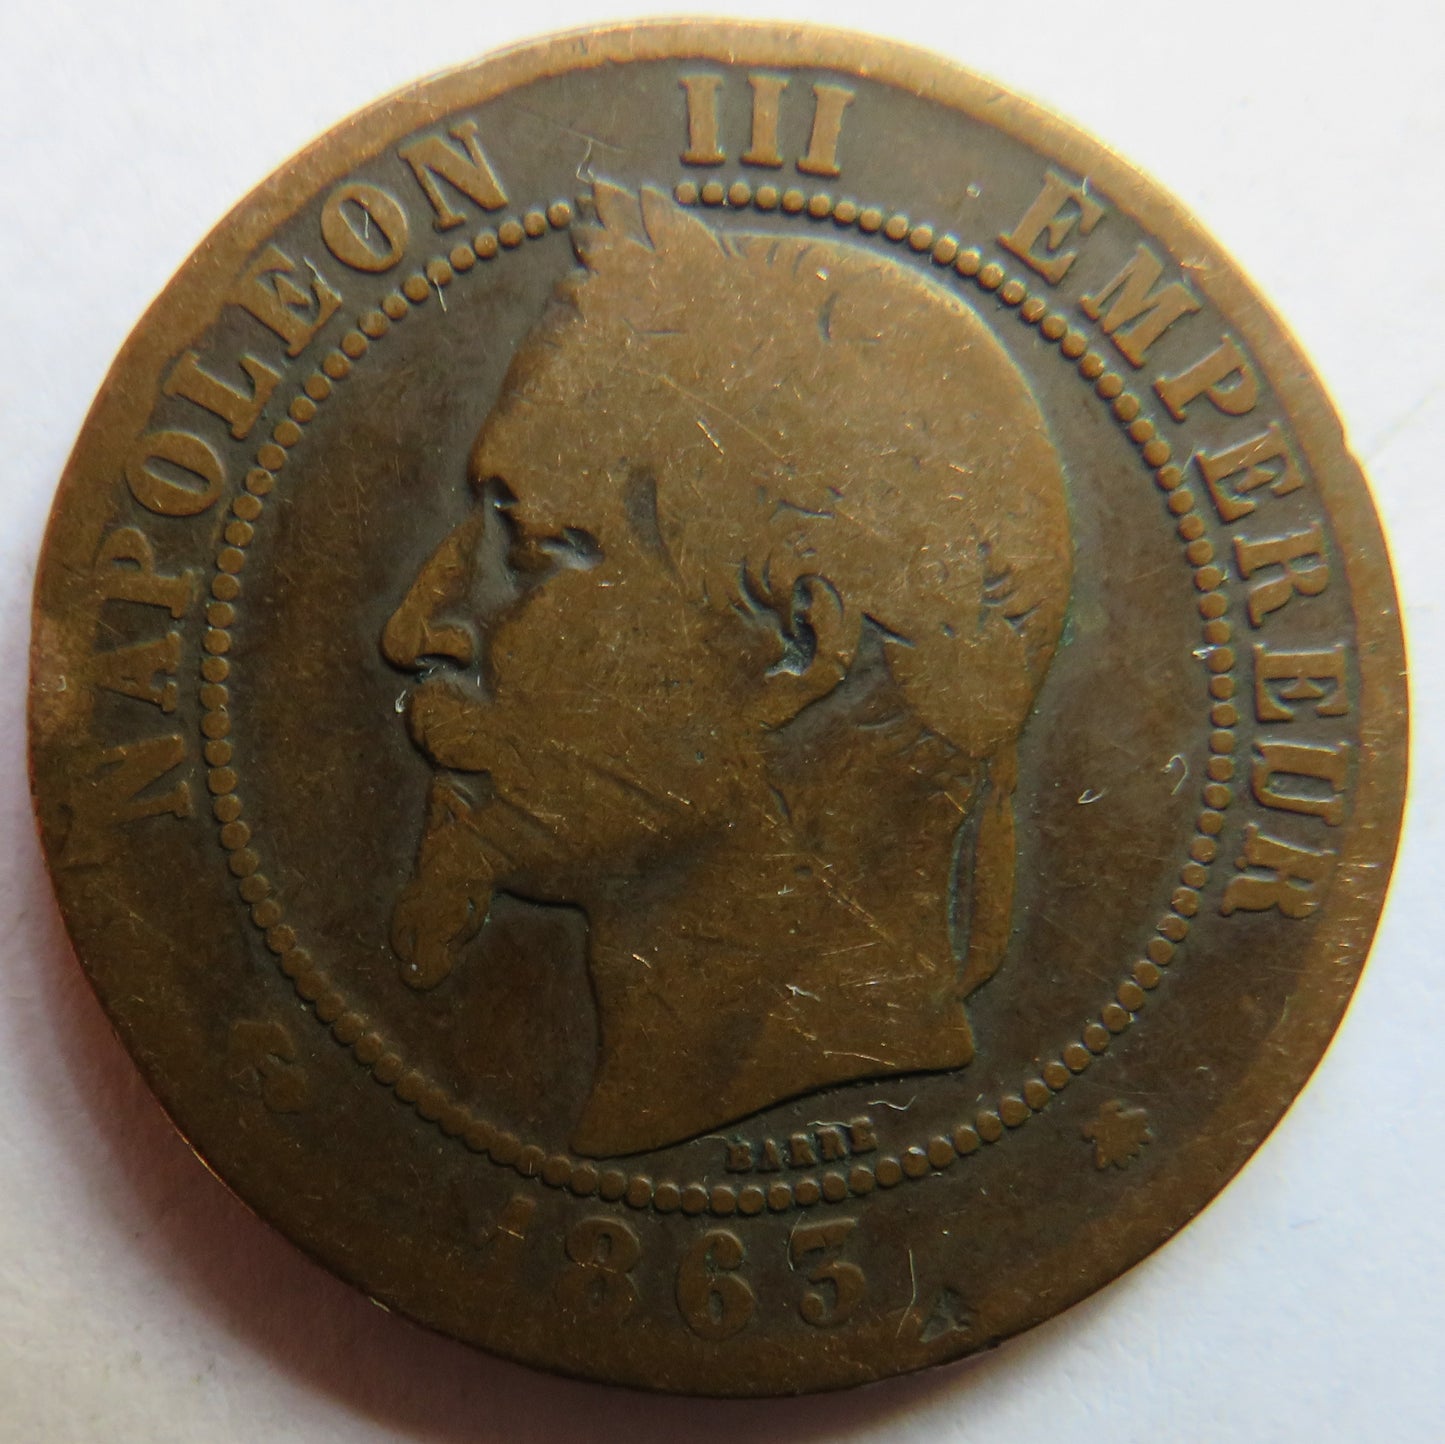 NAPOLEON III EMPEREUR
BARRE
1863